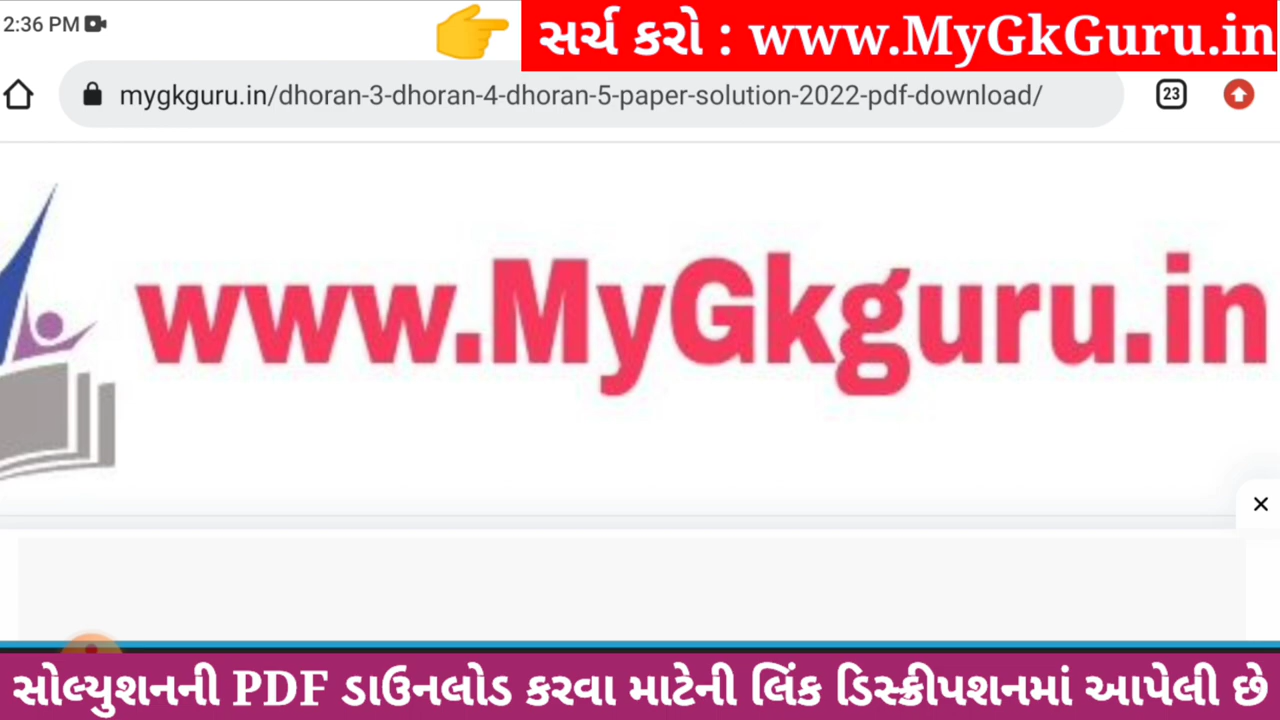 2:36 PM
સર્ચ કરો : www.MyGkGuru.in
mygkguru.in/dhoran-3-dhoran-4-dhoran-5-paper-solution-2022-pdf-download/
23
www.MyGkguru.in
સોલ્યુશનની PDF ડાઉનલોડ કરવા માટેની લિંક ડિસ્ક્રીપશનમાં આપેલી છે